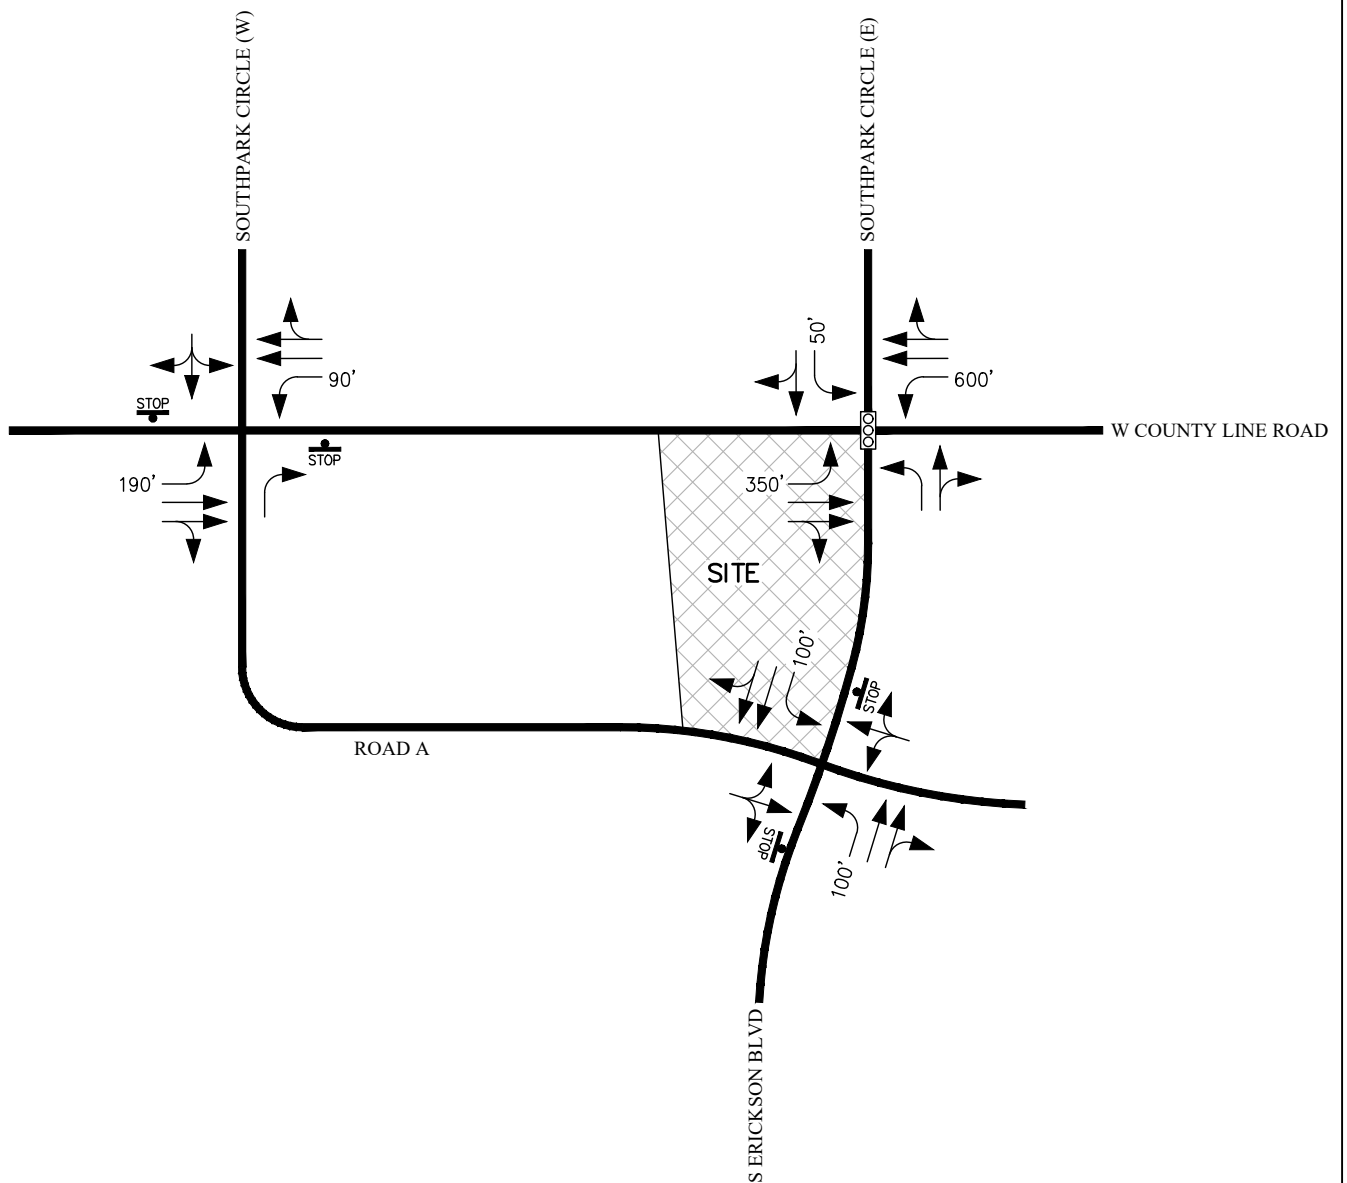 SOUTHPARK CIRCLE (W)
SOUTHPARK CIRCLE (E)
50'
90'
600'
STOP
W COUNTY LINE ROAD
STOP
190'
350'
SITE
100'
STOP
ROAD A
STOP
100'
S ERICKSON BLVD